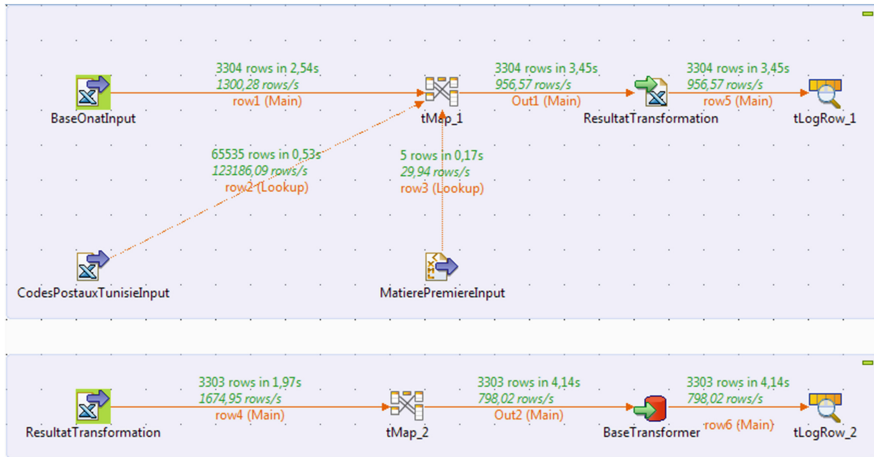 3304 rows in 2,54s
1300,28 rows/s
row1 (Main)
3304 rows in 3,45s
956,57 rows/s
Out1 (Main)
3304 rows in 3,45s
956,57 rows/s
row5 (Main)
BaseOnatInput
tMap_1
ResultatTransformation
tLogRow_1
65535 rows in 0,53s
123186,09 rows/s
row2 (Lookup)
5 rows in 0,17s
29,94 rows/s
row3 (Lookup)
CodesPostauxTunisieInput
MatierePremiereInput
3303 rows in 1,97s
1674,95 rows/s
row4 (Main)
3303 rows in 4,14s
798,02 rows/s
Out2 (Main)
3303 rows in 4,14s
798,02 rows/s
row6 (Main)
ResultatTransformation
tMap_2
BaseTransformer
tLogRow_2